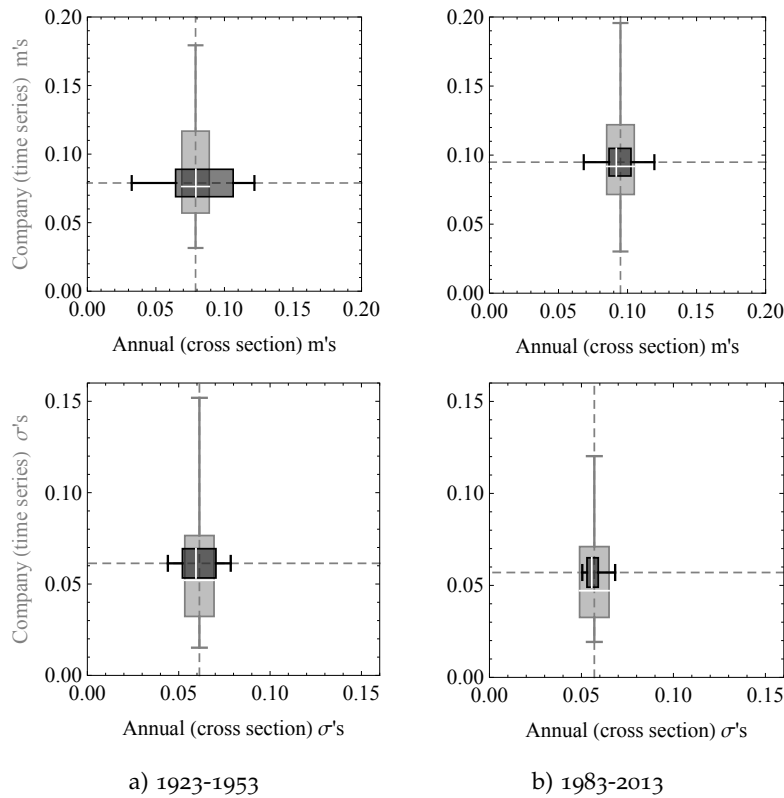 0.20
0.15
0.10
0.05
0.00
0.00 0.05 0.10 0.15 0.20
Company (time series) m's
Annual (cross section) m's
0.20
0.15
0.10
0.05
0.00
0.00 0.05 0.10 0.15 0.20
Annual (cross section) m's
0.15
0.10
0.05
0.00
0.00 0.05 0.10 0.15
Company (time series) σ's
Annual (cross section) σ's
0.15
0.10
0.05
0.00
0.00 0.05 0.10 0.15
Annual (cross section) σ's
a) 1923-1953
b) 1983-2013